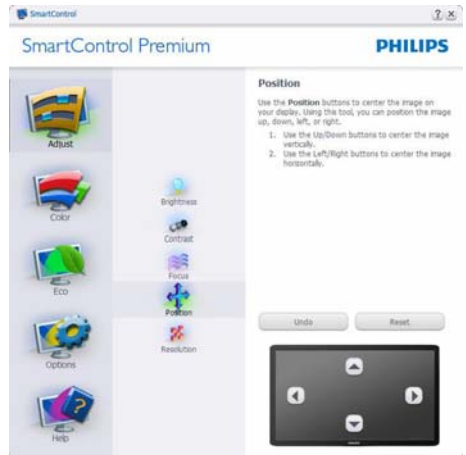 SmartControl
SmartControl Premium
PHILIPS
Adjust
Color
Eco
Options
Help
Brightness
Contrast
Focus
Position
Resolution
Position
Use the Position buttons to center the image on
your display. Using this tool, you can position the image
up, down, left, or right.
1. Use the Up/Down buttons to center the image
vertically.
2. Use the Left/Right buttons to center the image
horizontally.
Undo
Reset